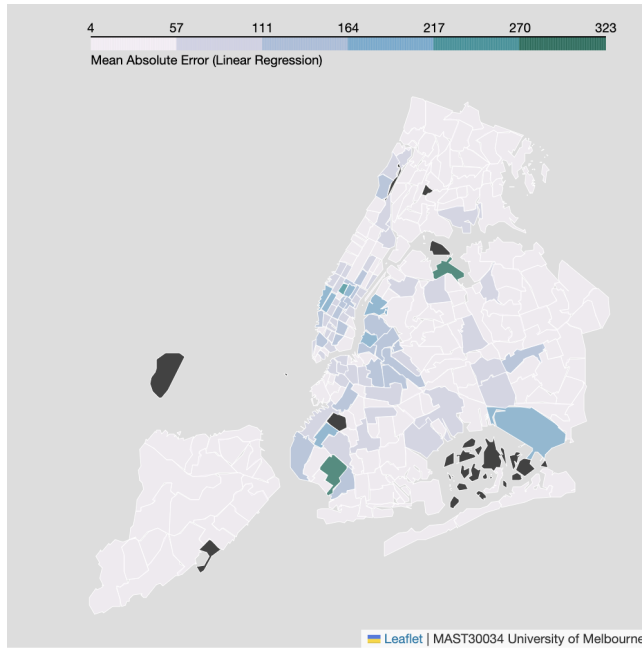 4 57 111 164 217 270 323
Mean Absolute Error (Linear Regression)
Leaflet | MAST30034 University of Melbourne